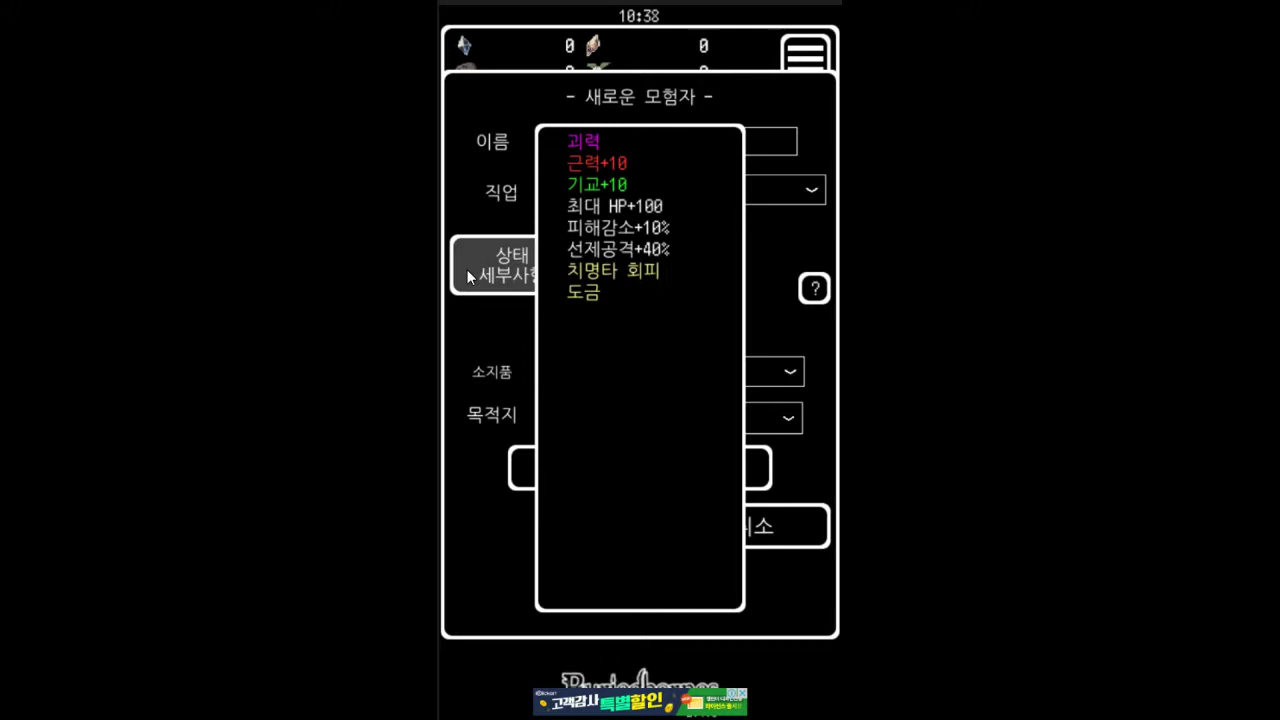 10:38
0 0
- 새로운 모험자 -
이름
직업
상태
세부사항
소지품
목적지
괴력
근력+10
기교+10
최대 HP+100
피해감소+10%
선제공격+40%
치명타 회피
도금
?
취소
고객감사 특별할인